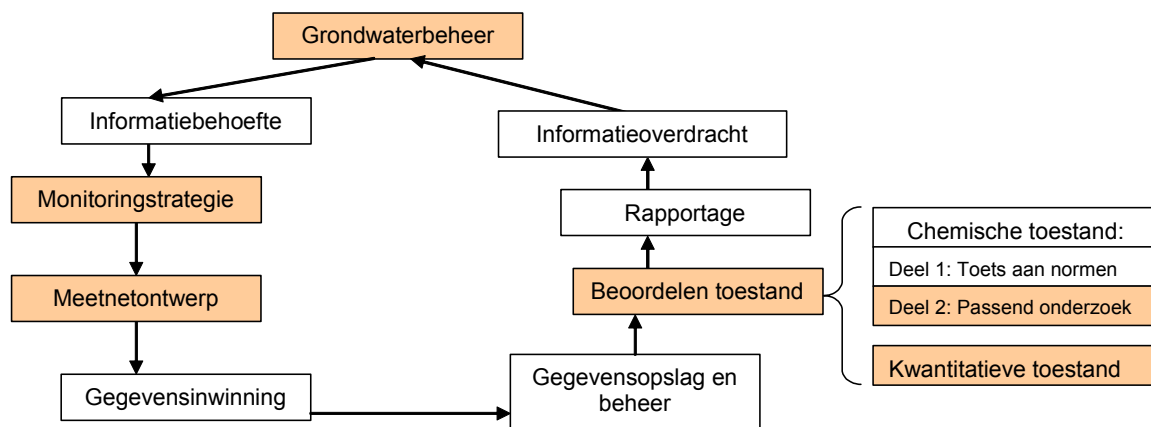 Grondwaterbeheer
Informatiebehoefte
Monitoringstrategie
Meetnetontwerp
Gegevensinwinning
Gegevensopslag en
beheer
Beoordelen toestand
Rapportage
Informatieoverdracht
Chemische toestand:
Deel 1: Toets aan normen
Deel 2: Passend onderzoek
Kwantitatieve toestand